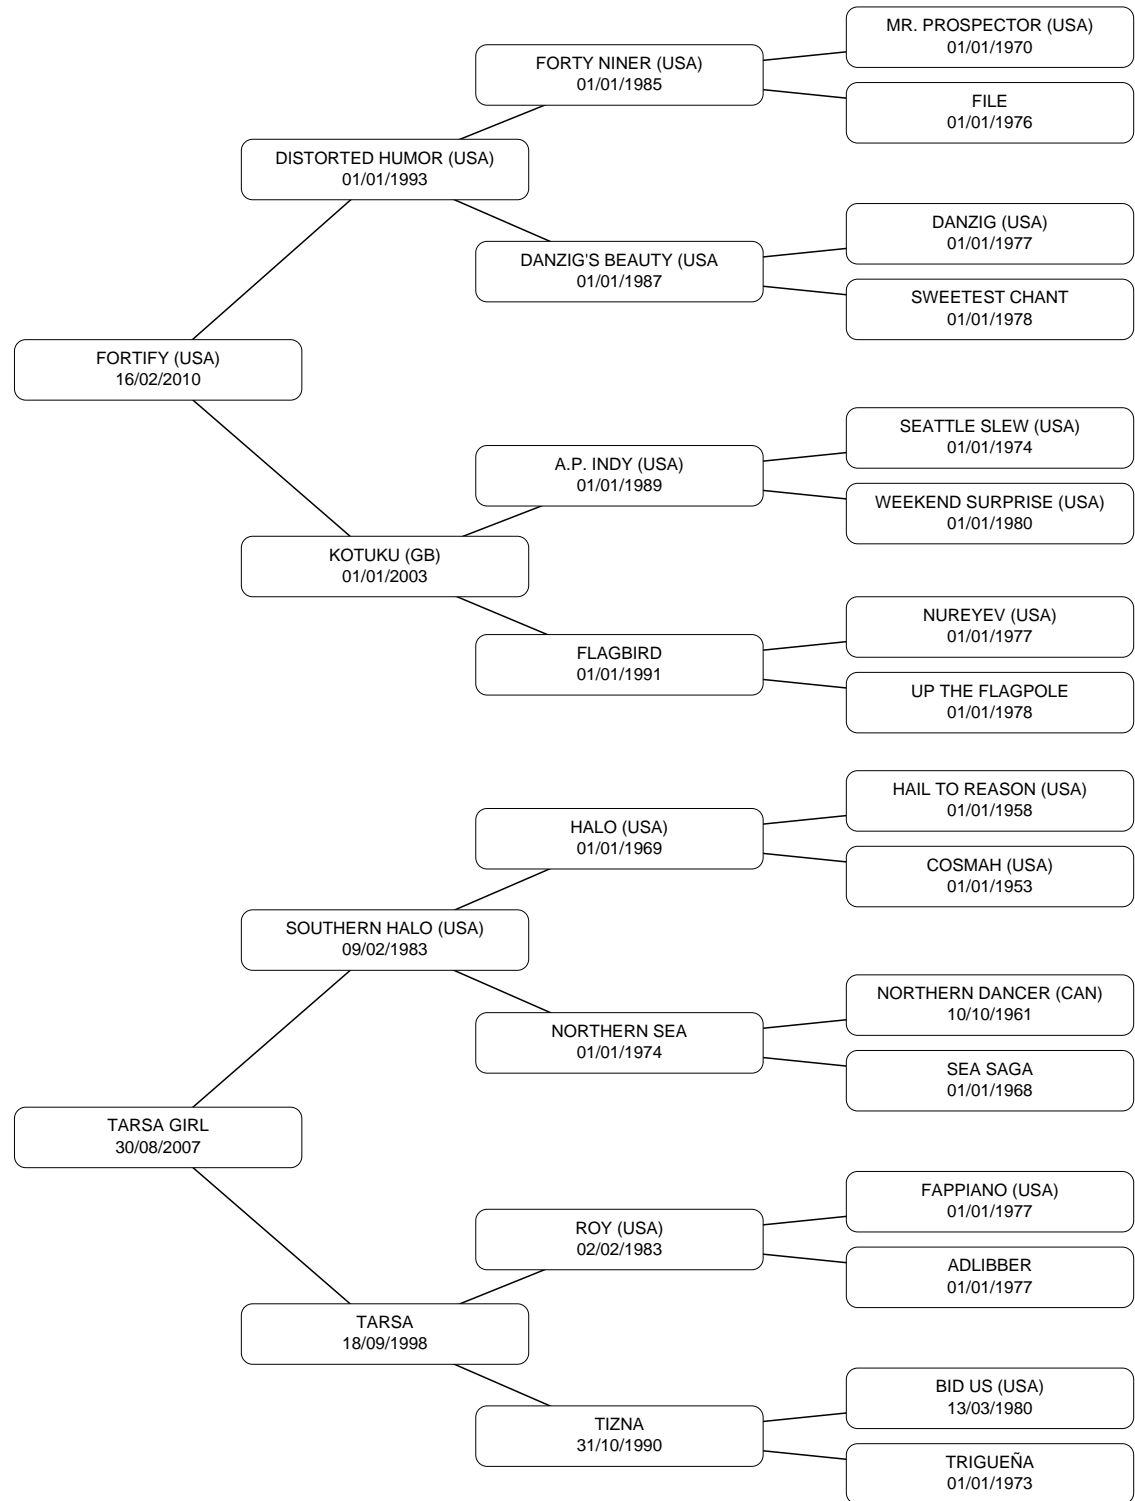 MR. PROSPECTOR (USA)
01/01/1970
FORTY NINER (USA)
01/01/1985
FILE
01/01/1976
DISTORTED HUMOR (USA)
01/01/1993
DANZIG (USA)
01/01/1977
DANZIG'S BEAUTY (USA
01/01/1987
SWEETEST CHANT
01/01/1978
FORTIFY (USA)
16/02/2010
SEATTLE SLEW (USA)
01/01/1974
A.P. INDY (USA)
01/01/1989
WEEKEND SURPRISE (USA)
01/01/1980
KOTUKU (GB)
01/01/2003
NUREYEV (USA)
01/01/1977
FLAGBIRD
01/01/1991
UP THE FLAGPOLE
01/01/1978
HAIL TO REASON (USA)
01/01/1958
HALO (USA)
01/01/1969
COSMAH (USA)
01/01/1953
SOUTHERN HALO (USA)
09/02/1983
NORTHERN DANCER (CAN)
10/10/1961
NORTHERN SEA
01/01/1974
SEA SAGA
01/01/1968
TARSA GIRL
30/08/2007
FAPPIANO (USA)
01/01/1977
ROY (USA)
02/02/1983
ADLIBBER
01/01/1977
TARSA
18/09/1998
BID US (USA)
13/03/1980
TIZNA
31/10/1990
TRIGUEÑA
01/01/1973